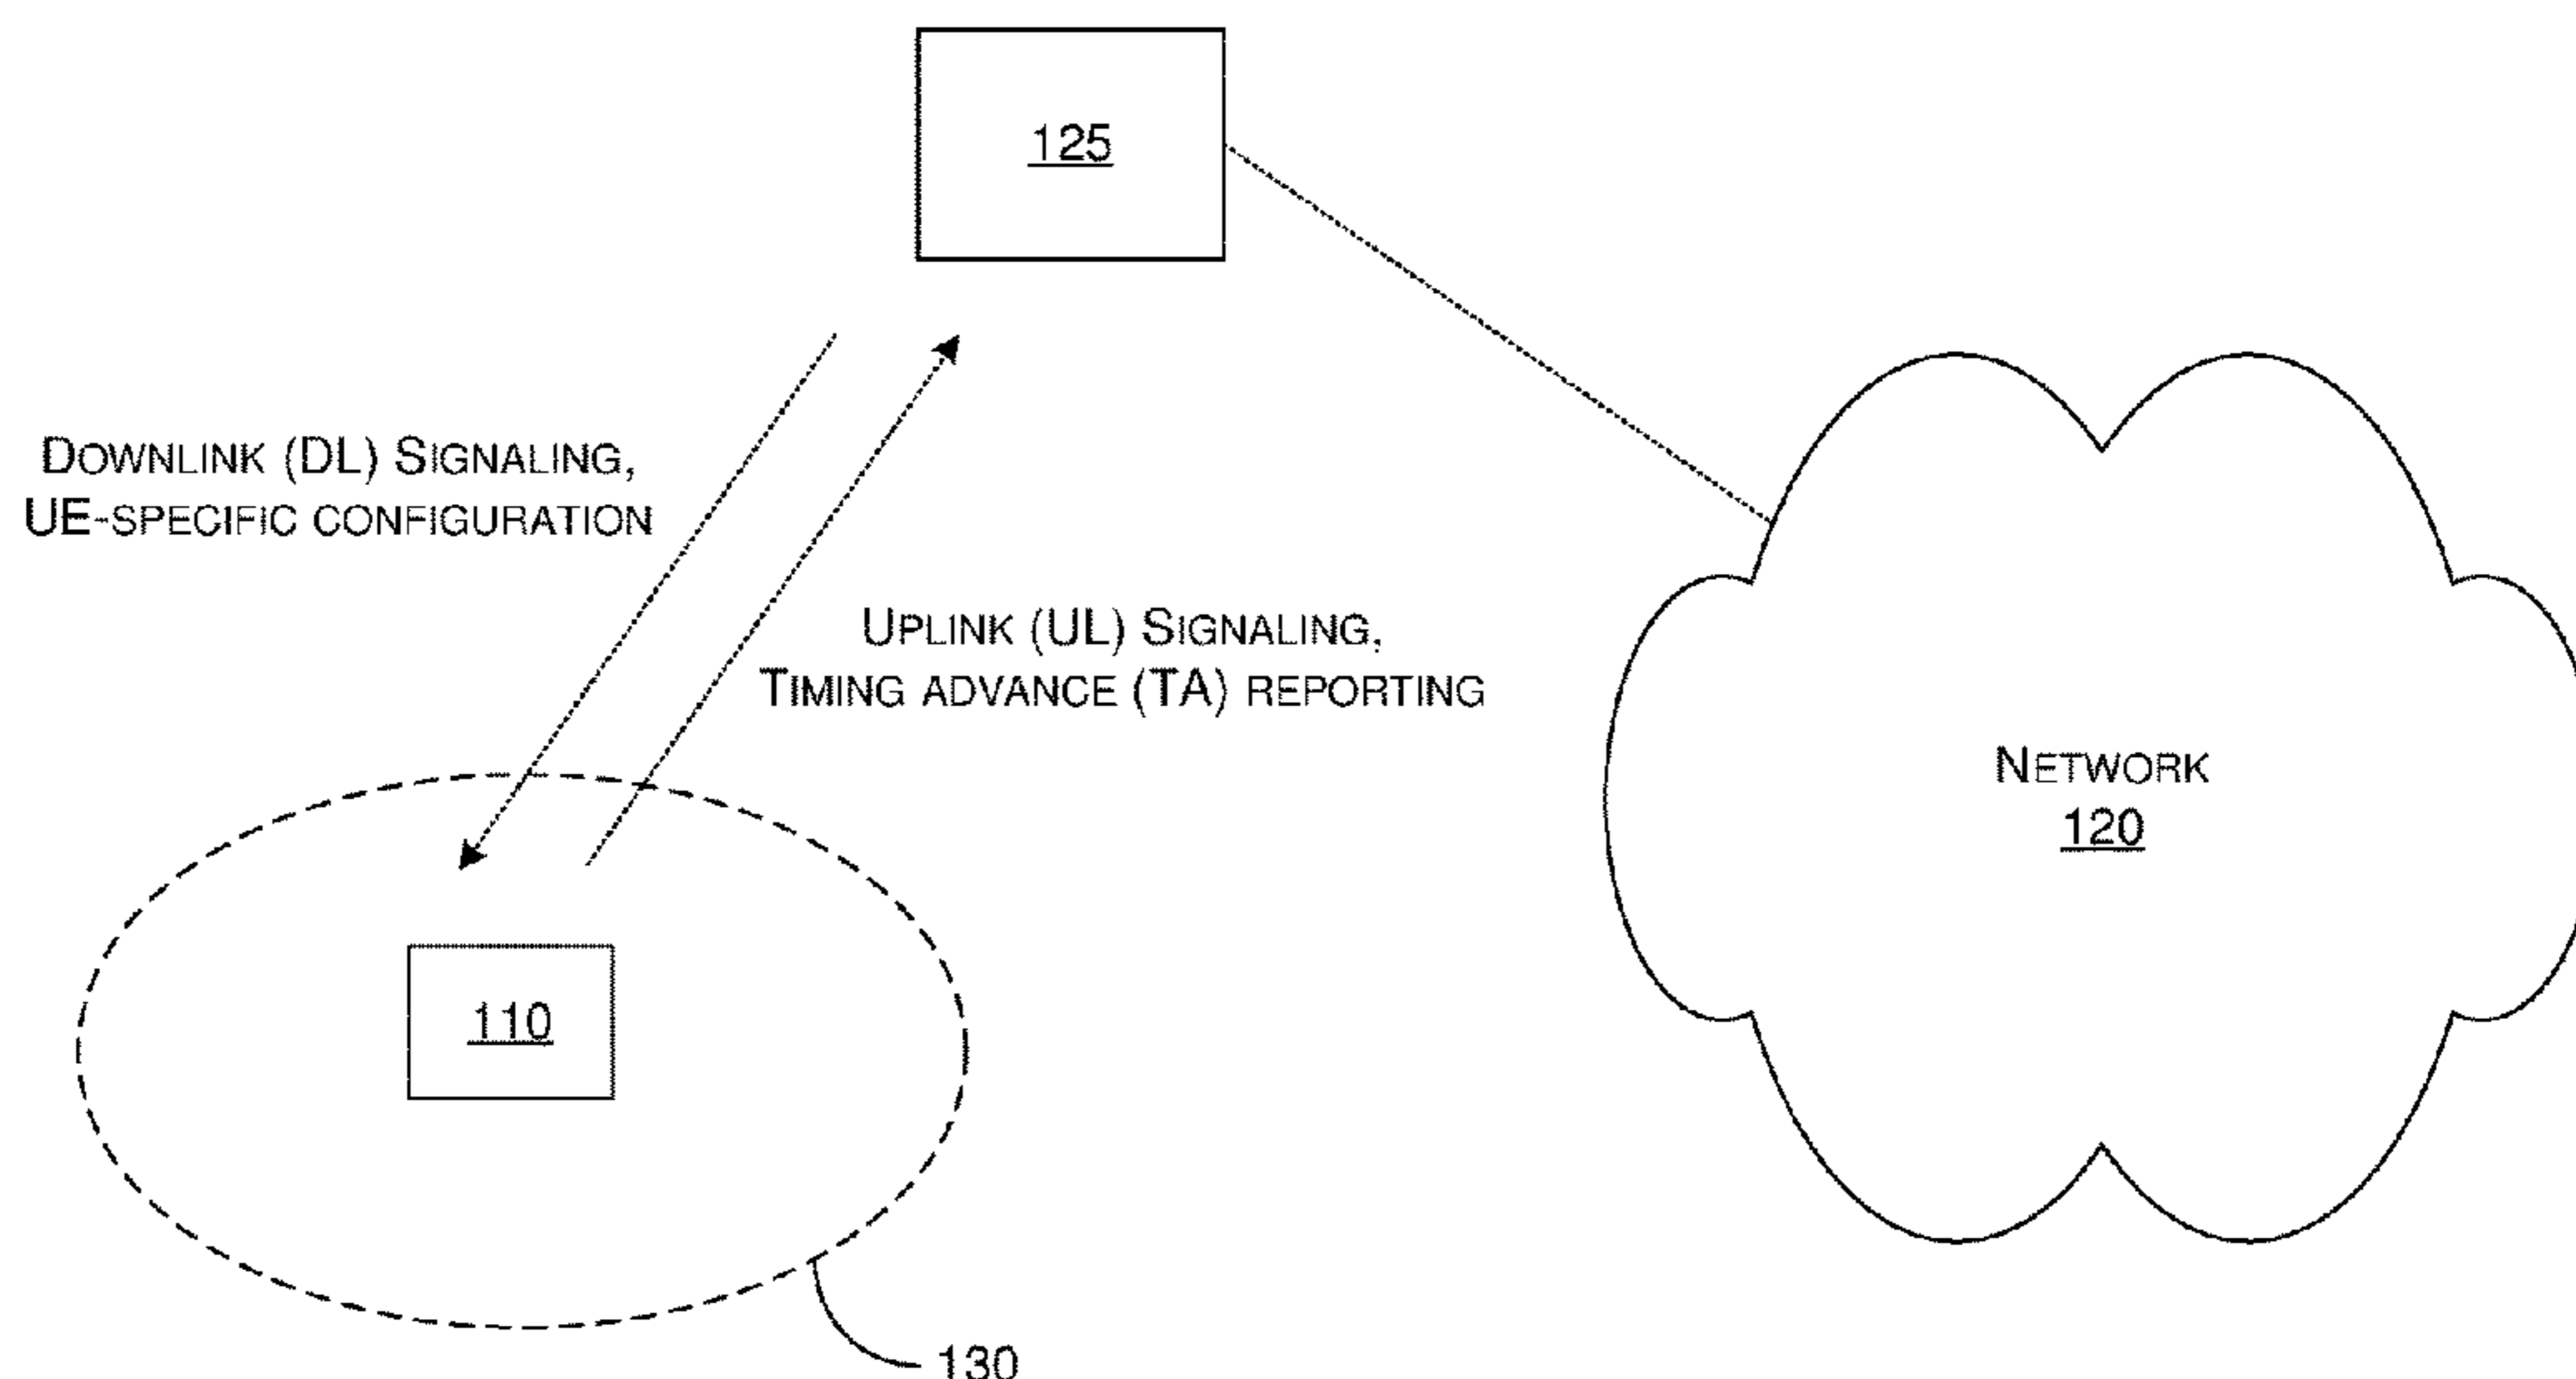 125
DOWNLINK (DL) SIGNALING,
UE-SPECIFIC CONFIGURATION
UPLINK (UL) SIGNALING,
TIMING ADVANCE (TA) REPORTING
NETWORK
120
110
130